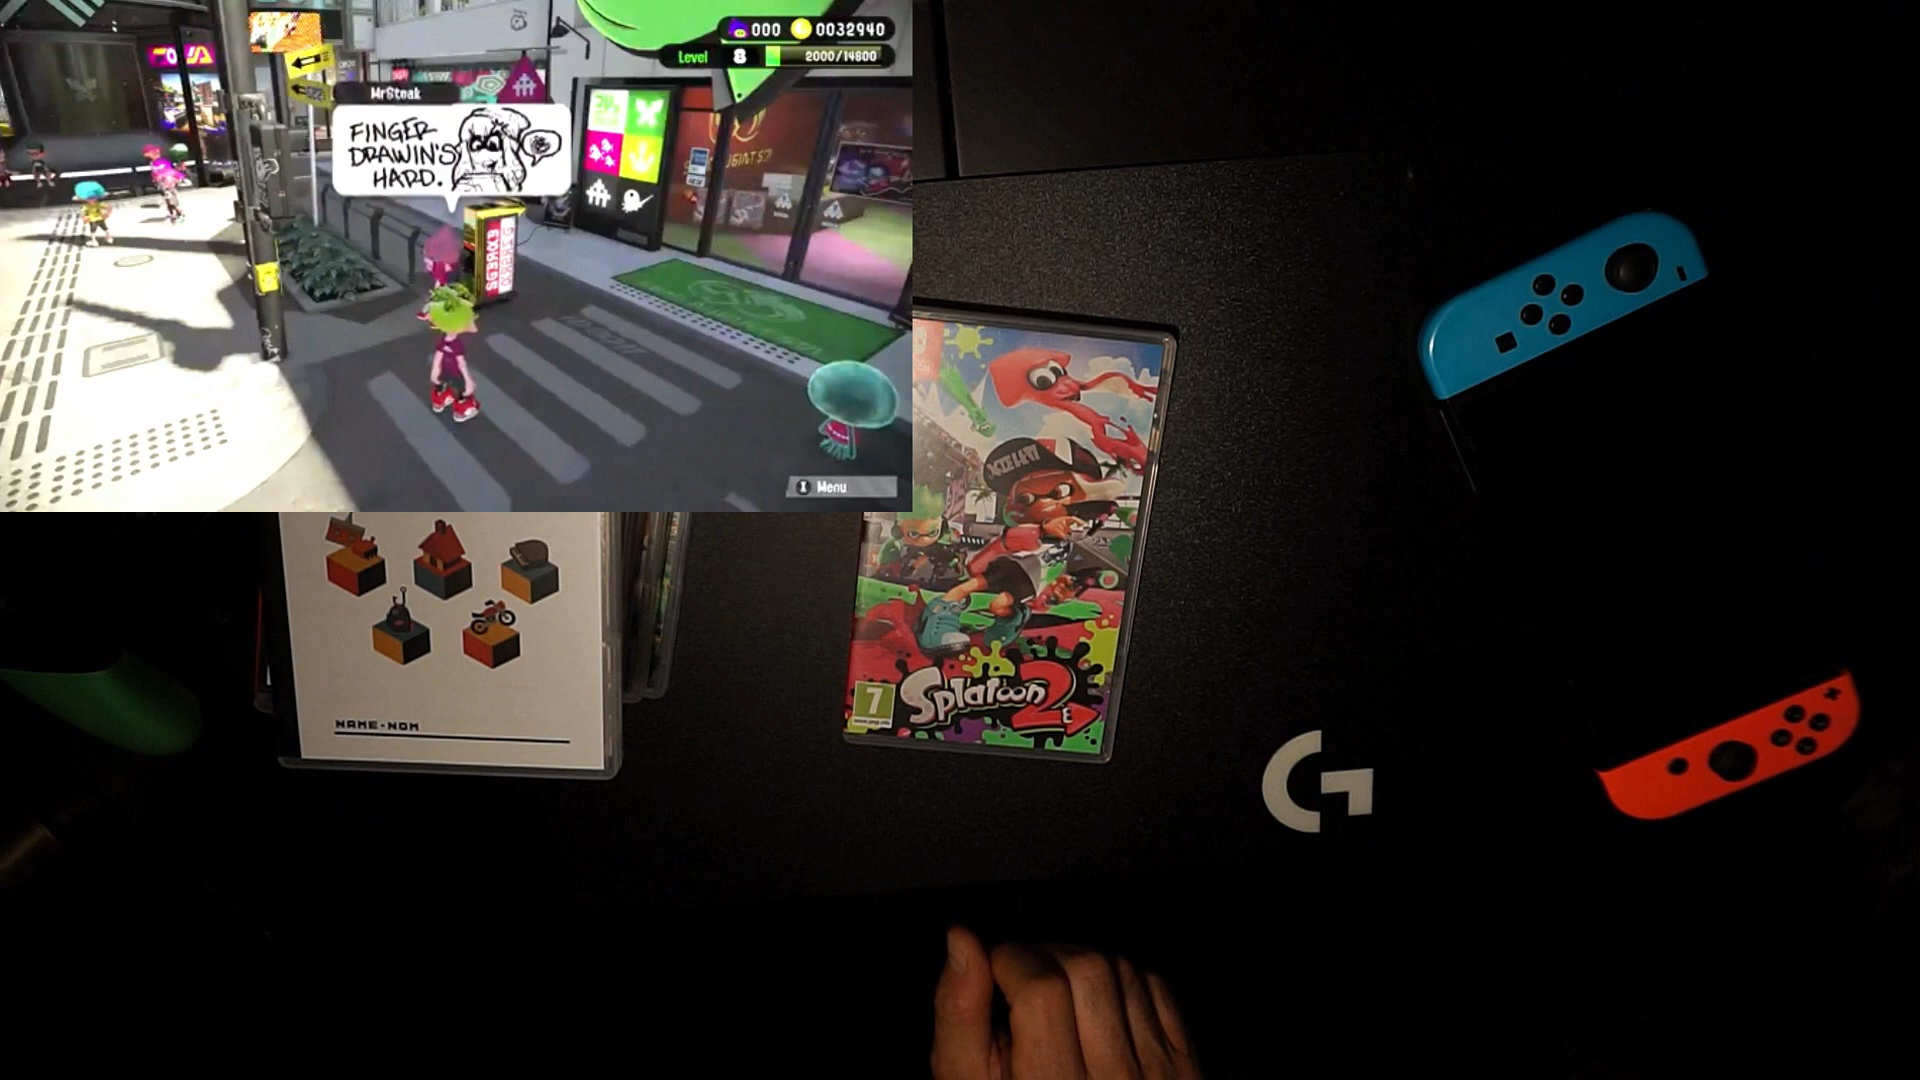 000 0032940
Level 8 2000/14800
MrSteak
FINGER
DRAWIN'S
HARD.
X Menu
7
Splatoon 2
NAME-NOM